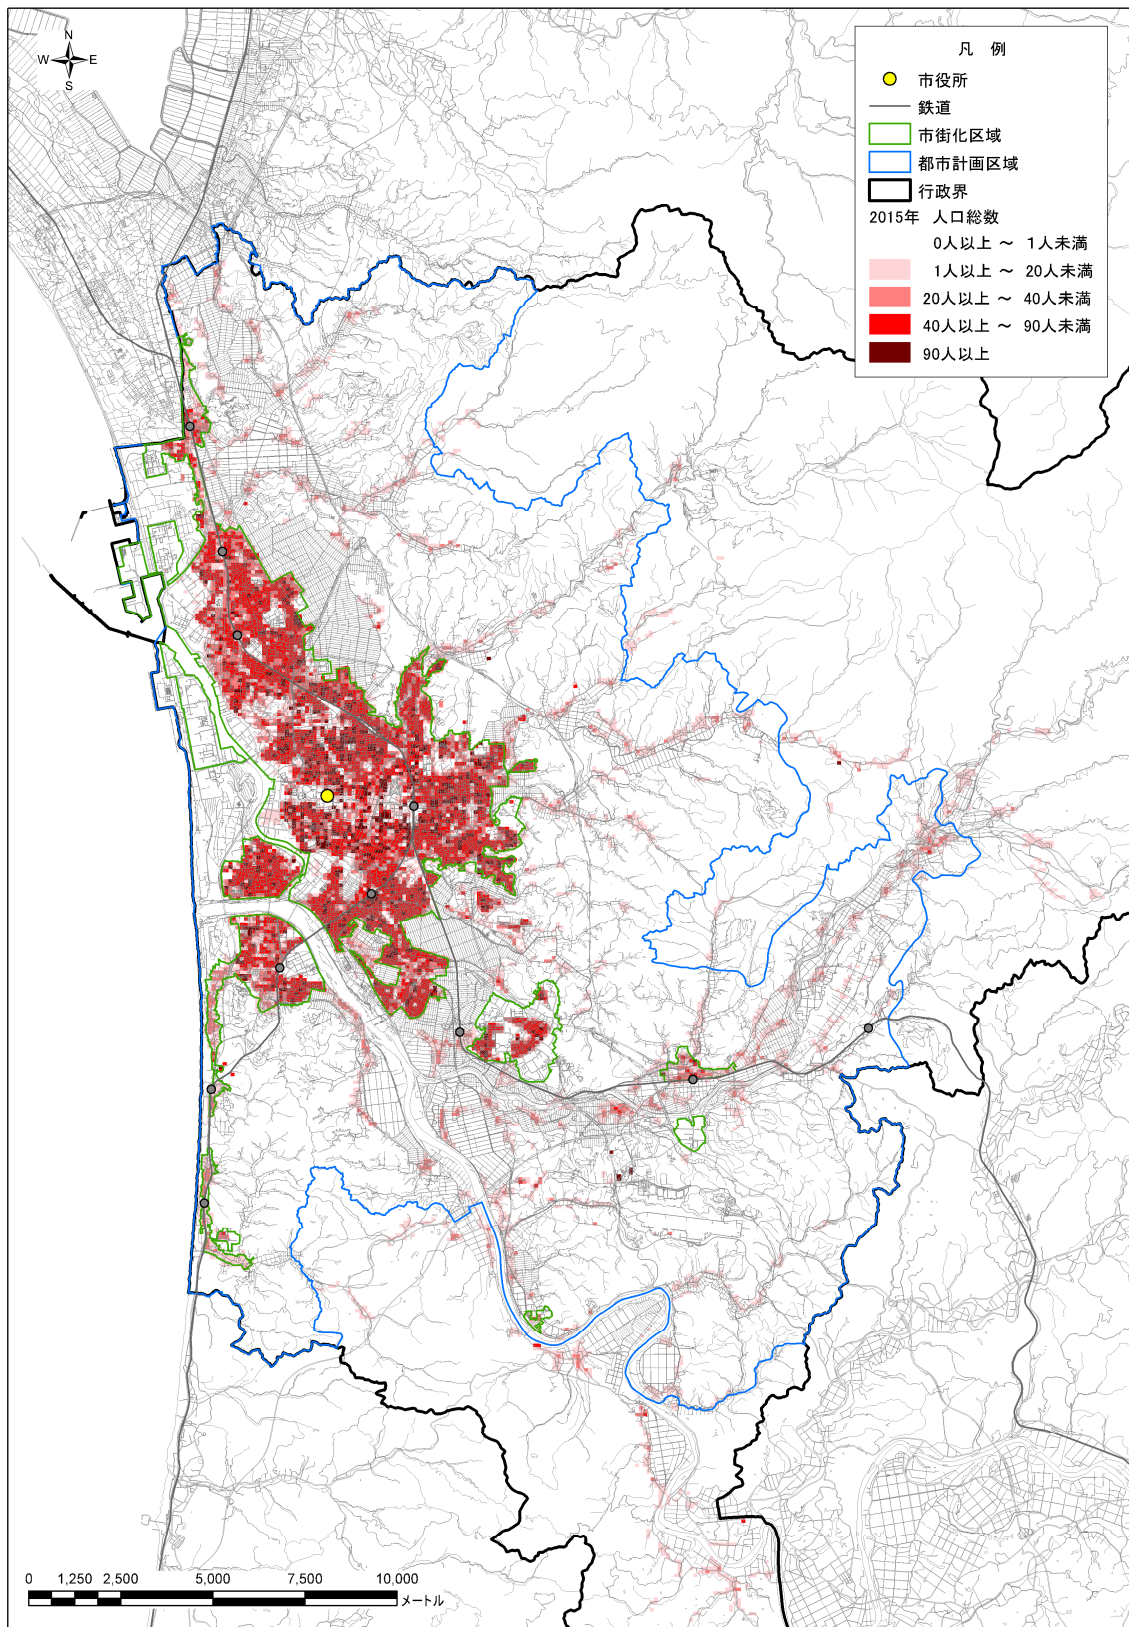 N
W E
S
凡 例
市役所
鉄道
市街化区域
都市計画区域
行政界
2015年 人口総数
0人以上 ～ 1人未満
1人以上 ～ 20人未満
20人以上 ～ 40人未満
40人以上 ～ 90人未満
90人以上
0 1,250 2,500 5,000 7,500 10,000
メートル